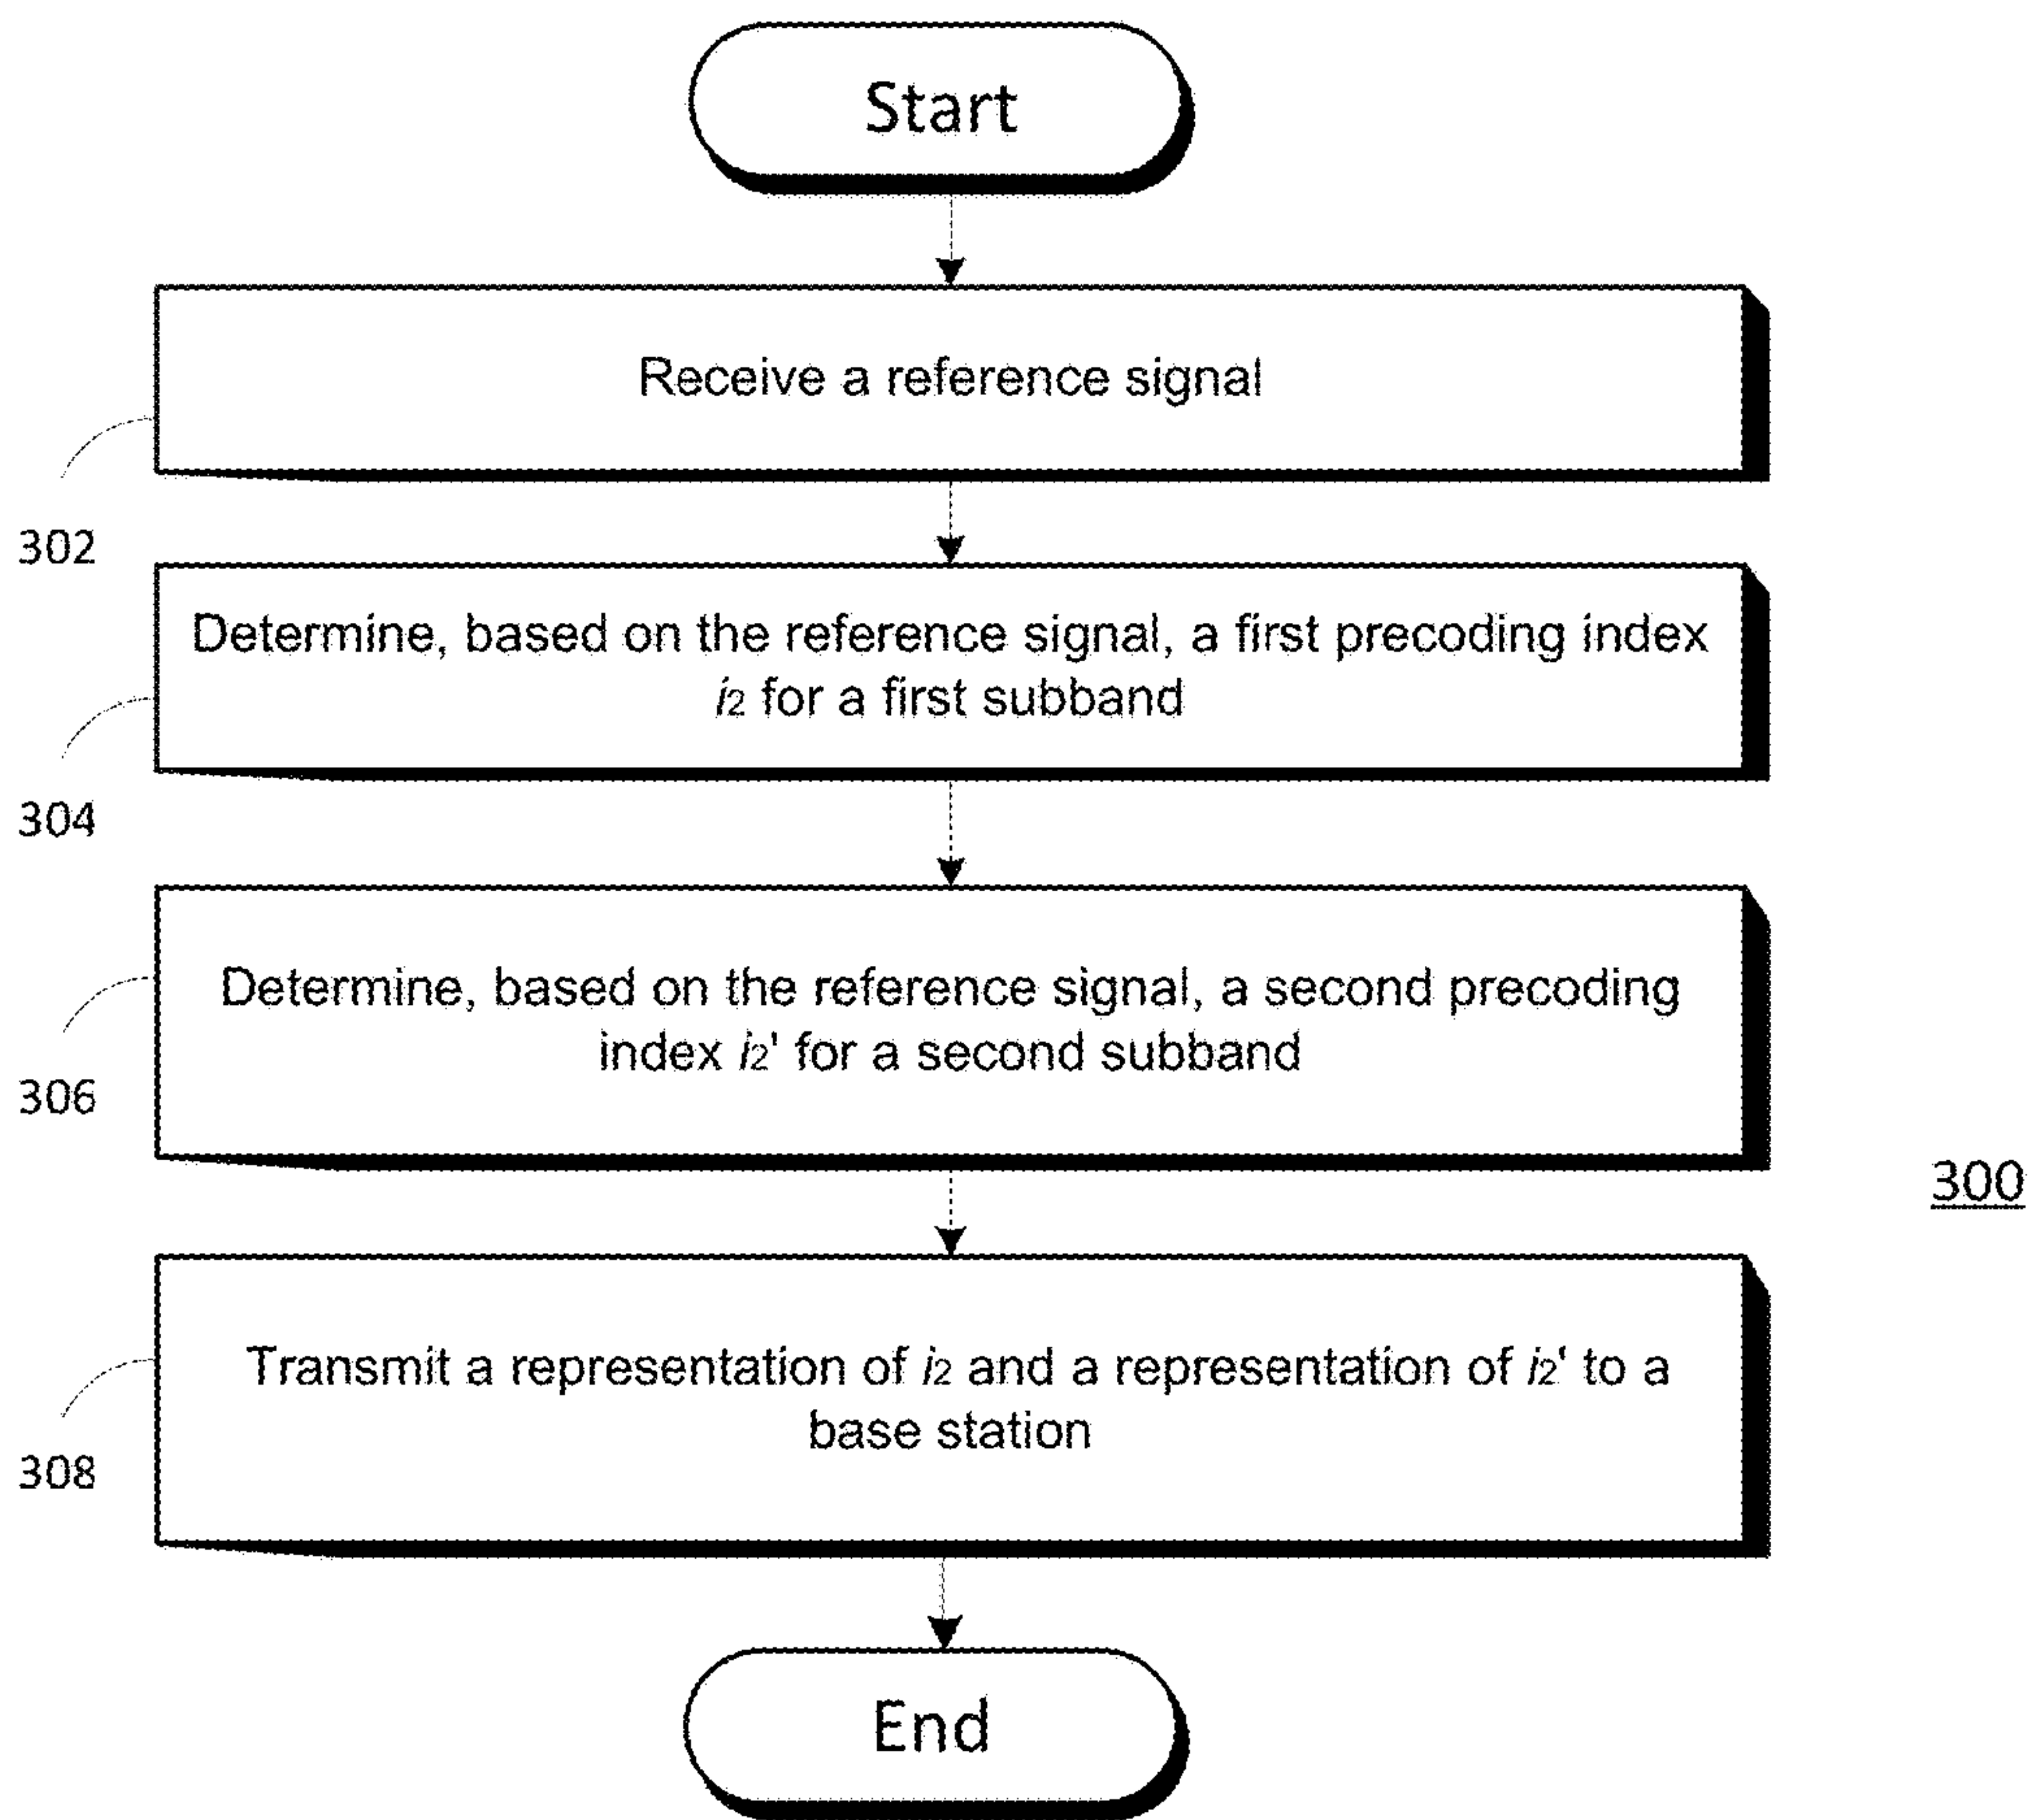 Start
Receive a reference signal
302
Determine, based on the reference signal, a first precoding index
i2 for a first subband
304
Determine, based on the reference signal, a second precoding
index i2' for a second subband
306
300
Transmit a representation of i2 and a representation of i2' to a
base station
308
End